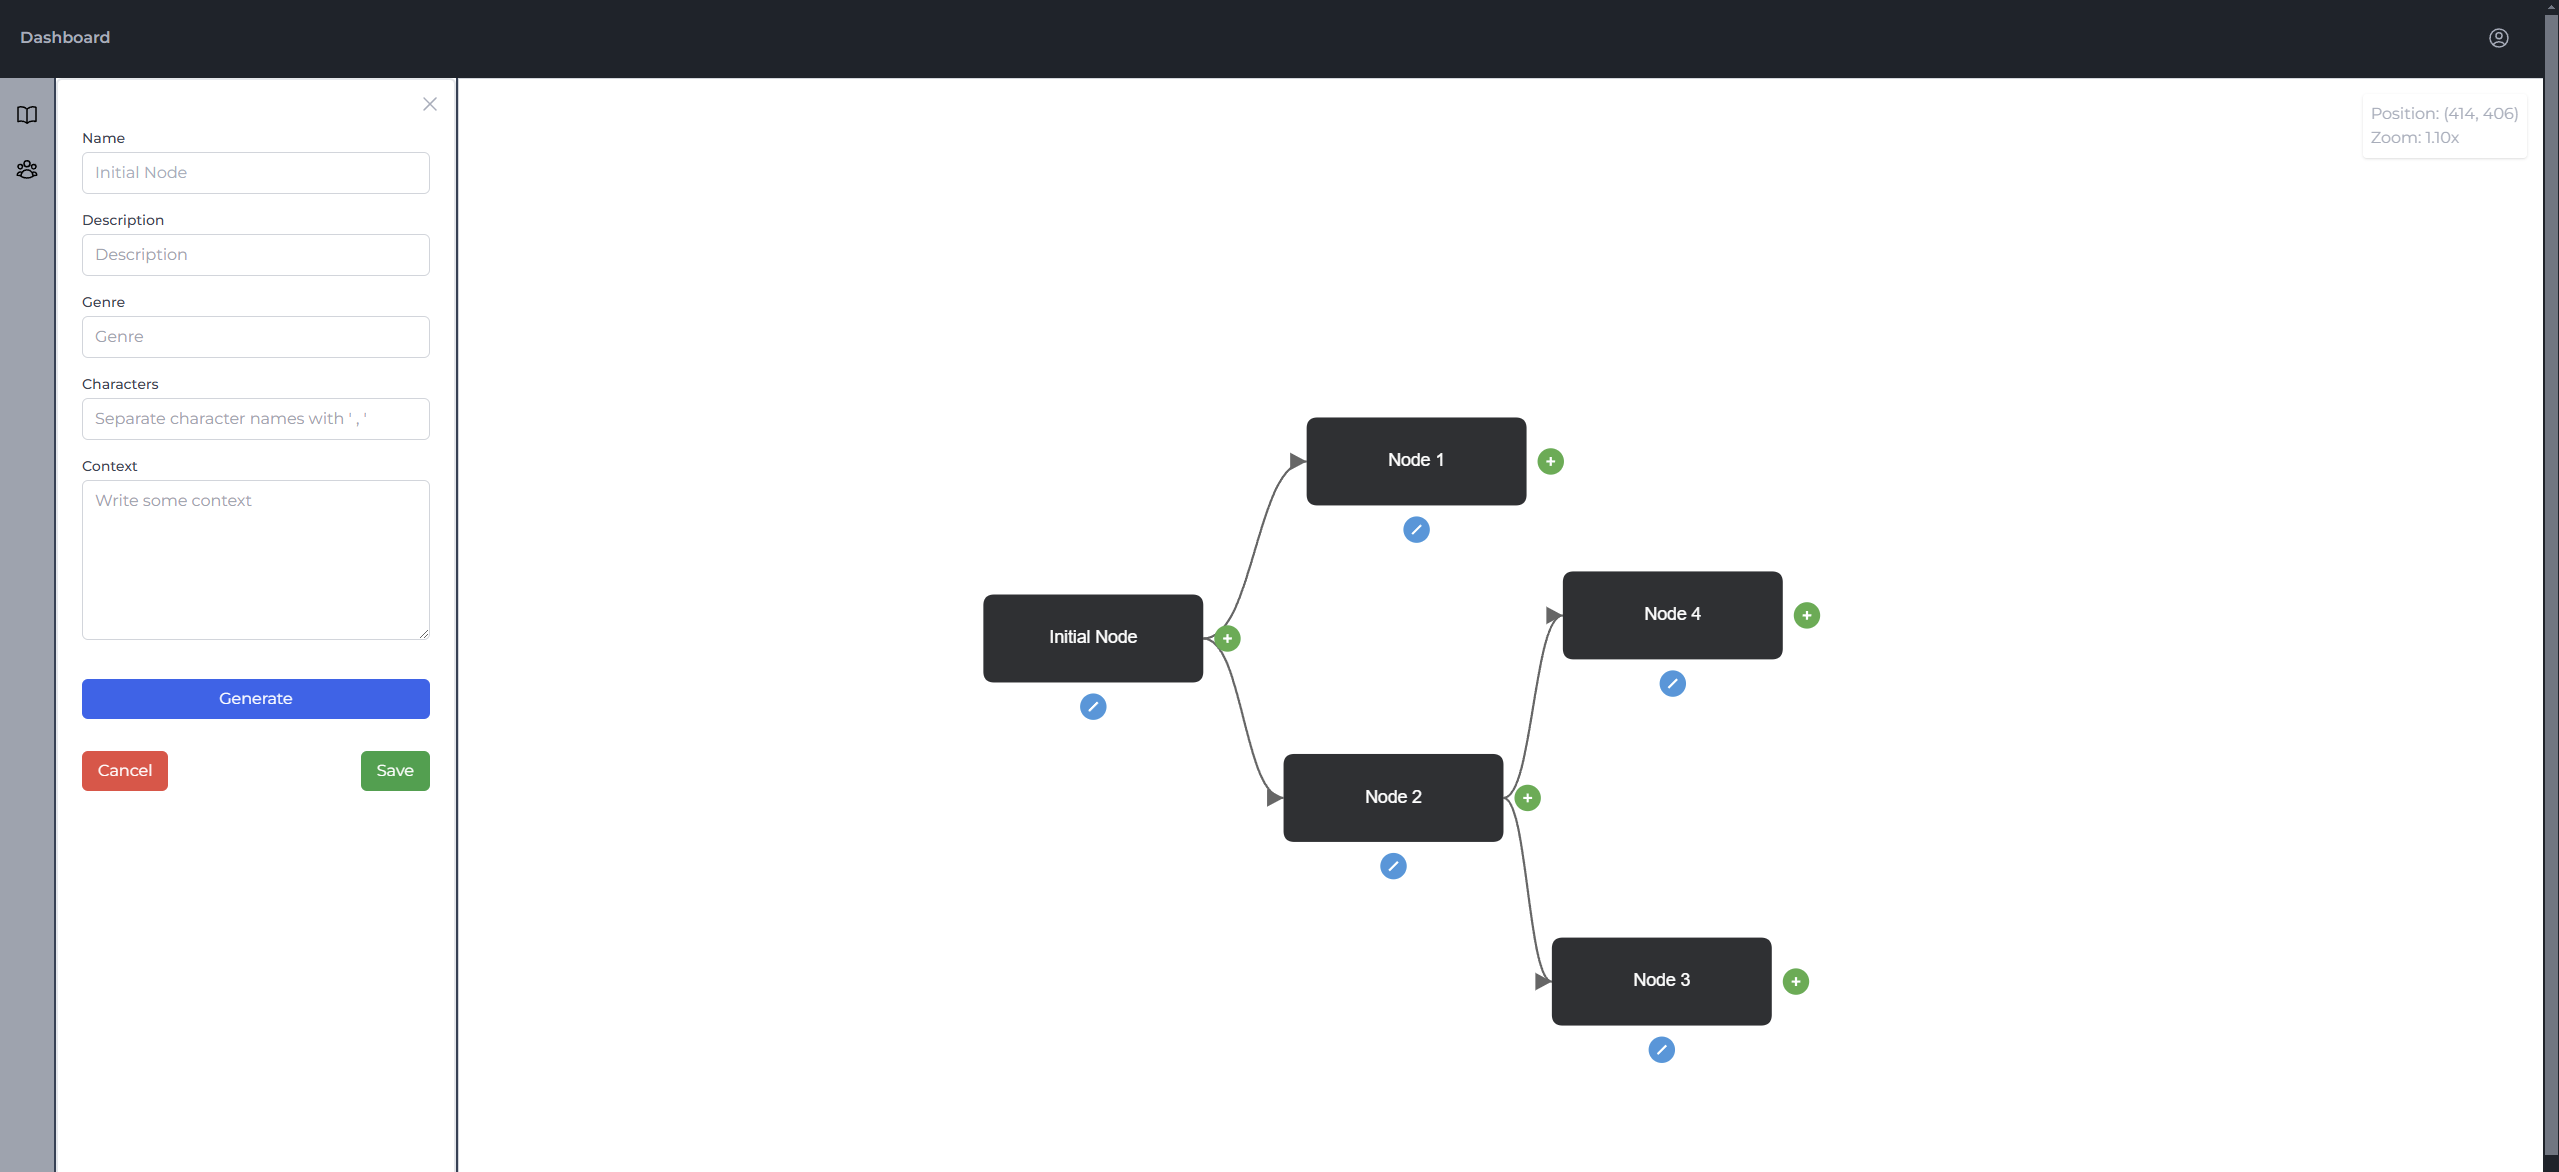 Dashboard
Position: (414, 406)
Zoom: 1.10x
Name
Initial Node
Description
Description
Genre
Genre
Characters
Separate character names with ' , '
Context
Write some context
Generate
Cancel
Save
Node 1
Node 4
Initial Node
Node 2
Node 3